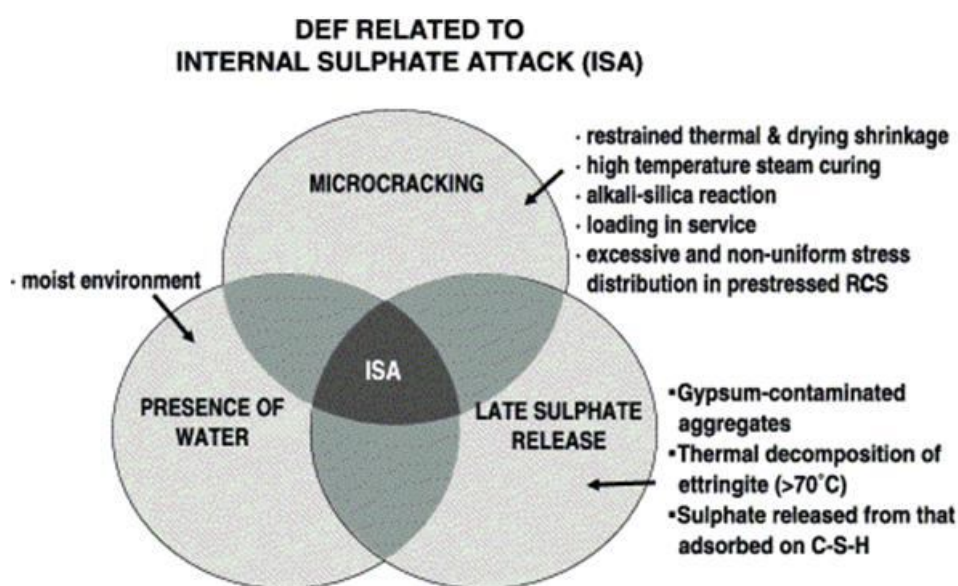 DEF RELATED TO
INTERNAL SULPHATE ATTACK (ISA)
MICROCRACKING
· restrained thermal & drying shrinkage
· high temperature steam curing
· alkali-silica reaction
· loading in service
· excessive and non-uniform stress
distribution in prestressed RCS
· moist environment
ISA
PRESENCE OF
WATER
LATE SULPHATE
RELEASE
▪Gypsum-contaminated
aggregates
▪Thermal decomposition of
ettringite (>70˚C)
▪Sulphate released from that
adsorbed on C-S-H